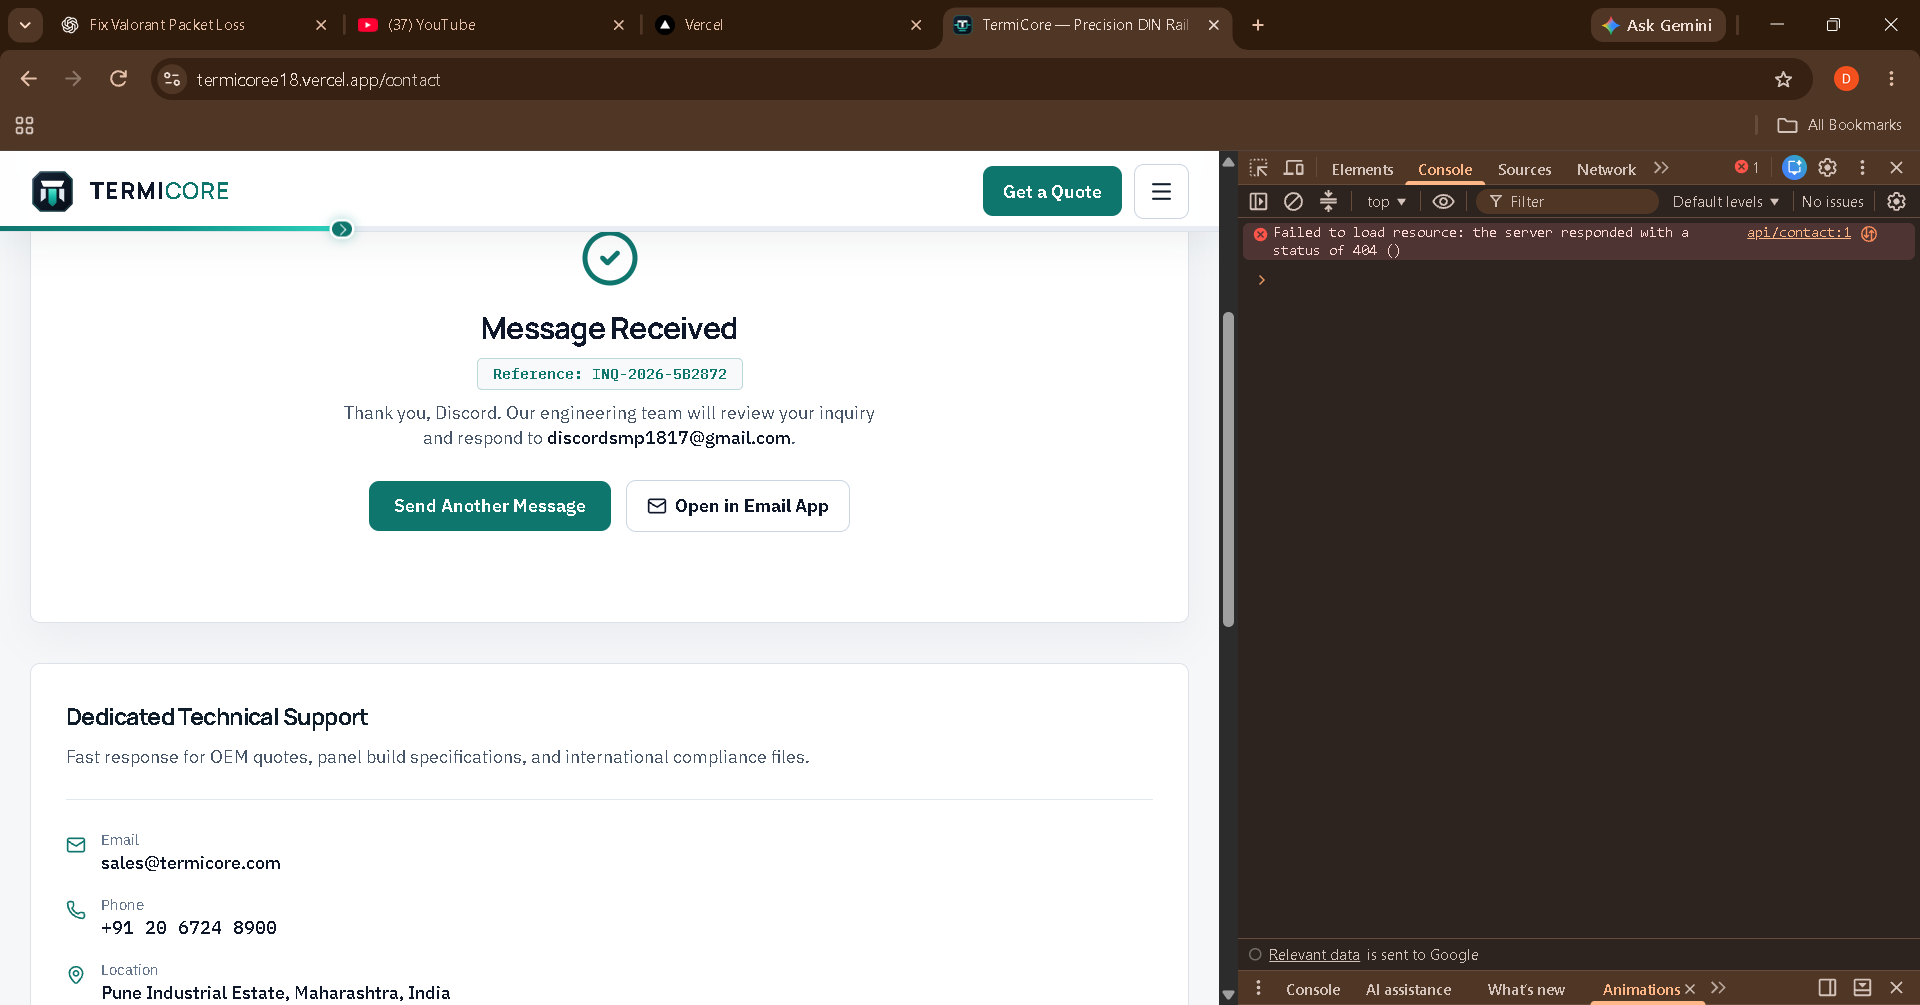 Fix Valorant Packet Loss
(37) YouTube
Vercel
TermiCore — Precision DIN Rail
Ask Gemini
termicoree18.vercel.app/contact
D
All Bookmarks
TERMICORE
Get a Quote
Message Received
Reference: INQ-2026-5B2872
Thank you, Discord. Our engineering team will review your inquiry
and respond to discordsmp1817@gmail.com.
Send Another Message
Open in Email App
Dedicated Technical Support
Fast response for OEM quotes, panel build specifications, and international compliance files.
Email
sales@termicore.com
Phone
+91 20 6724 8900
Location
Pune Industrial Estate, Maharashtra, India
Elements
Console
Sources
Network
1
top
Filter
Default levels
No issues
Failed to load resource: the server responded with a
status of 404 ()
api/contact:1
Relevant data is sent to Google
Console
AI assistance
What's new
Animations